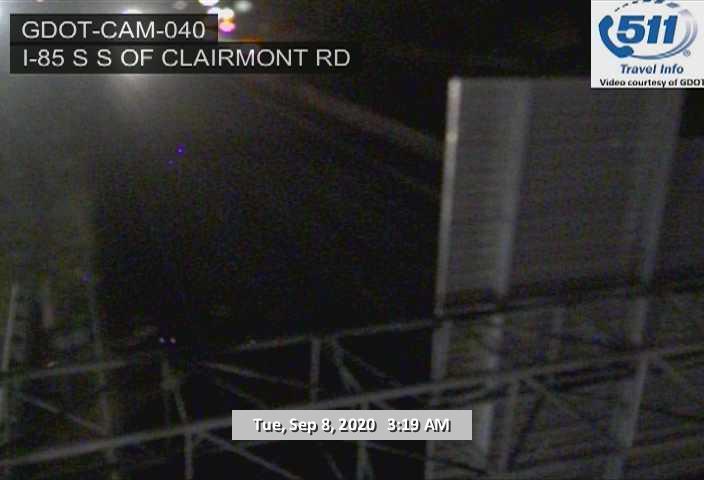 GDOT-CAM-040
I-85 S S OF CLAIRMONT RD
511
Travel Info
Video courtesy of GDOT
Tue, Sep 8, 2020 3:19 AM